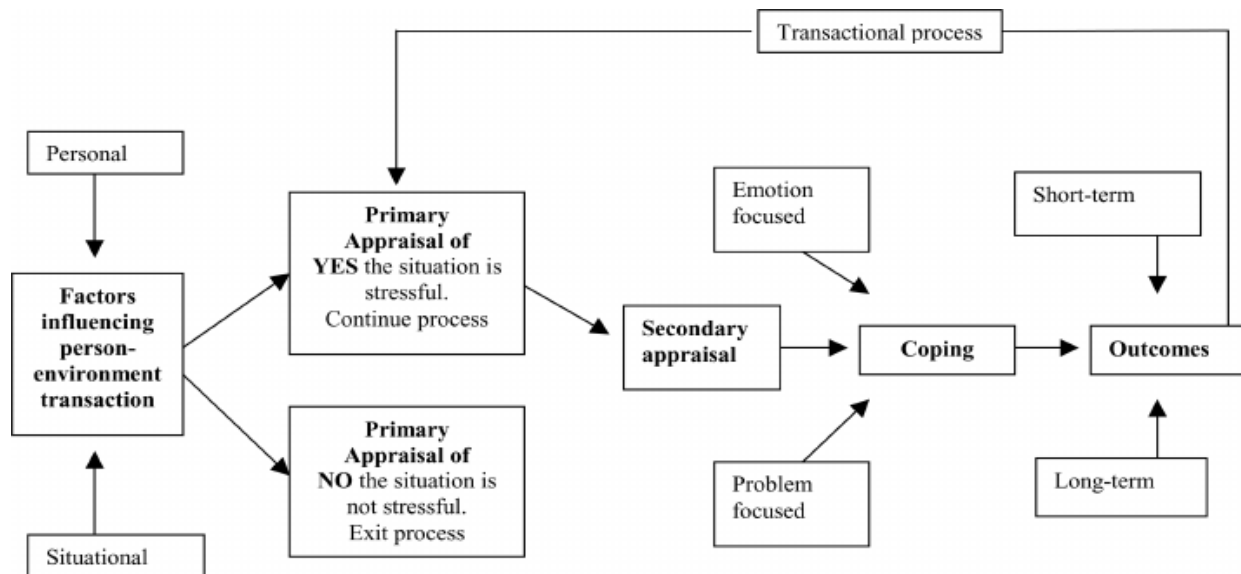 Transactional process
Personal
Factors
influencing
person-
environment
transaction
Situational
Primary
Appraisal of
YES the situation is
stressful.
Continue process
Primary
Appraisal of
NO the situation is
not stressful.
Exit process
Secondary
appraisal
Emotion
focused
Coping
Problem
focused
Short-term
Outcomes
Long-term